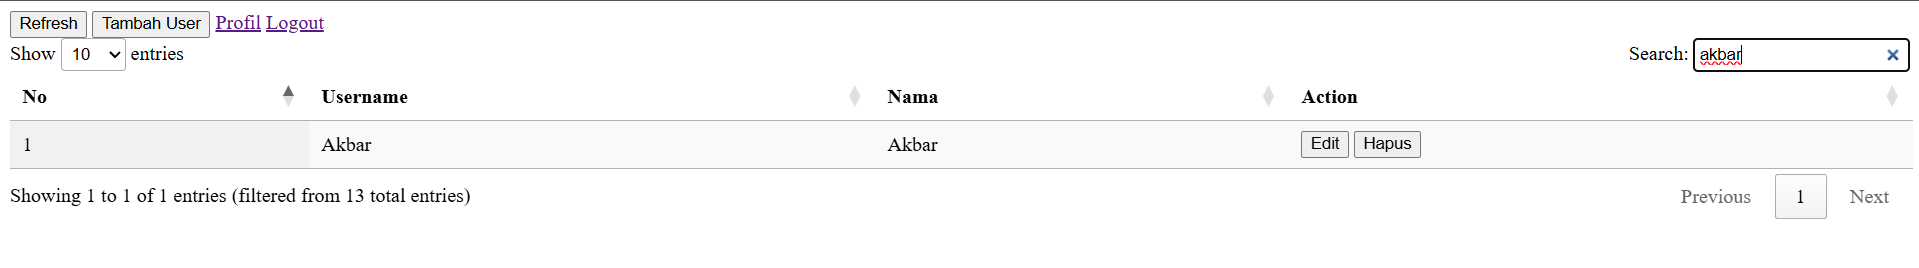 Refresh Tambah User Profil Logout
Show 10 entries Search: akbar
No Username Nama Action
1 Akbar Akbar Edit Hapus
Showing 1 to 1 of 1 entries (filtered from 13 total entries) Previous 1 Next